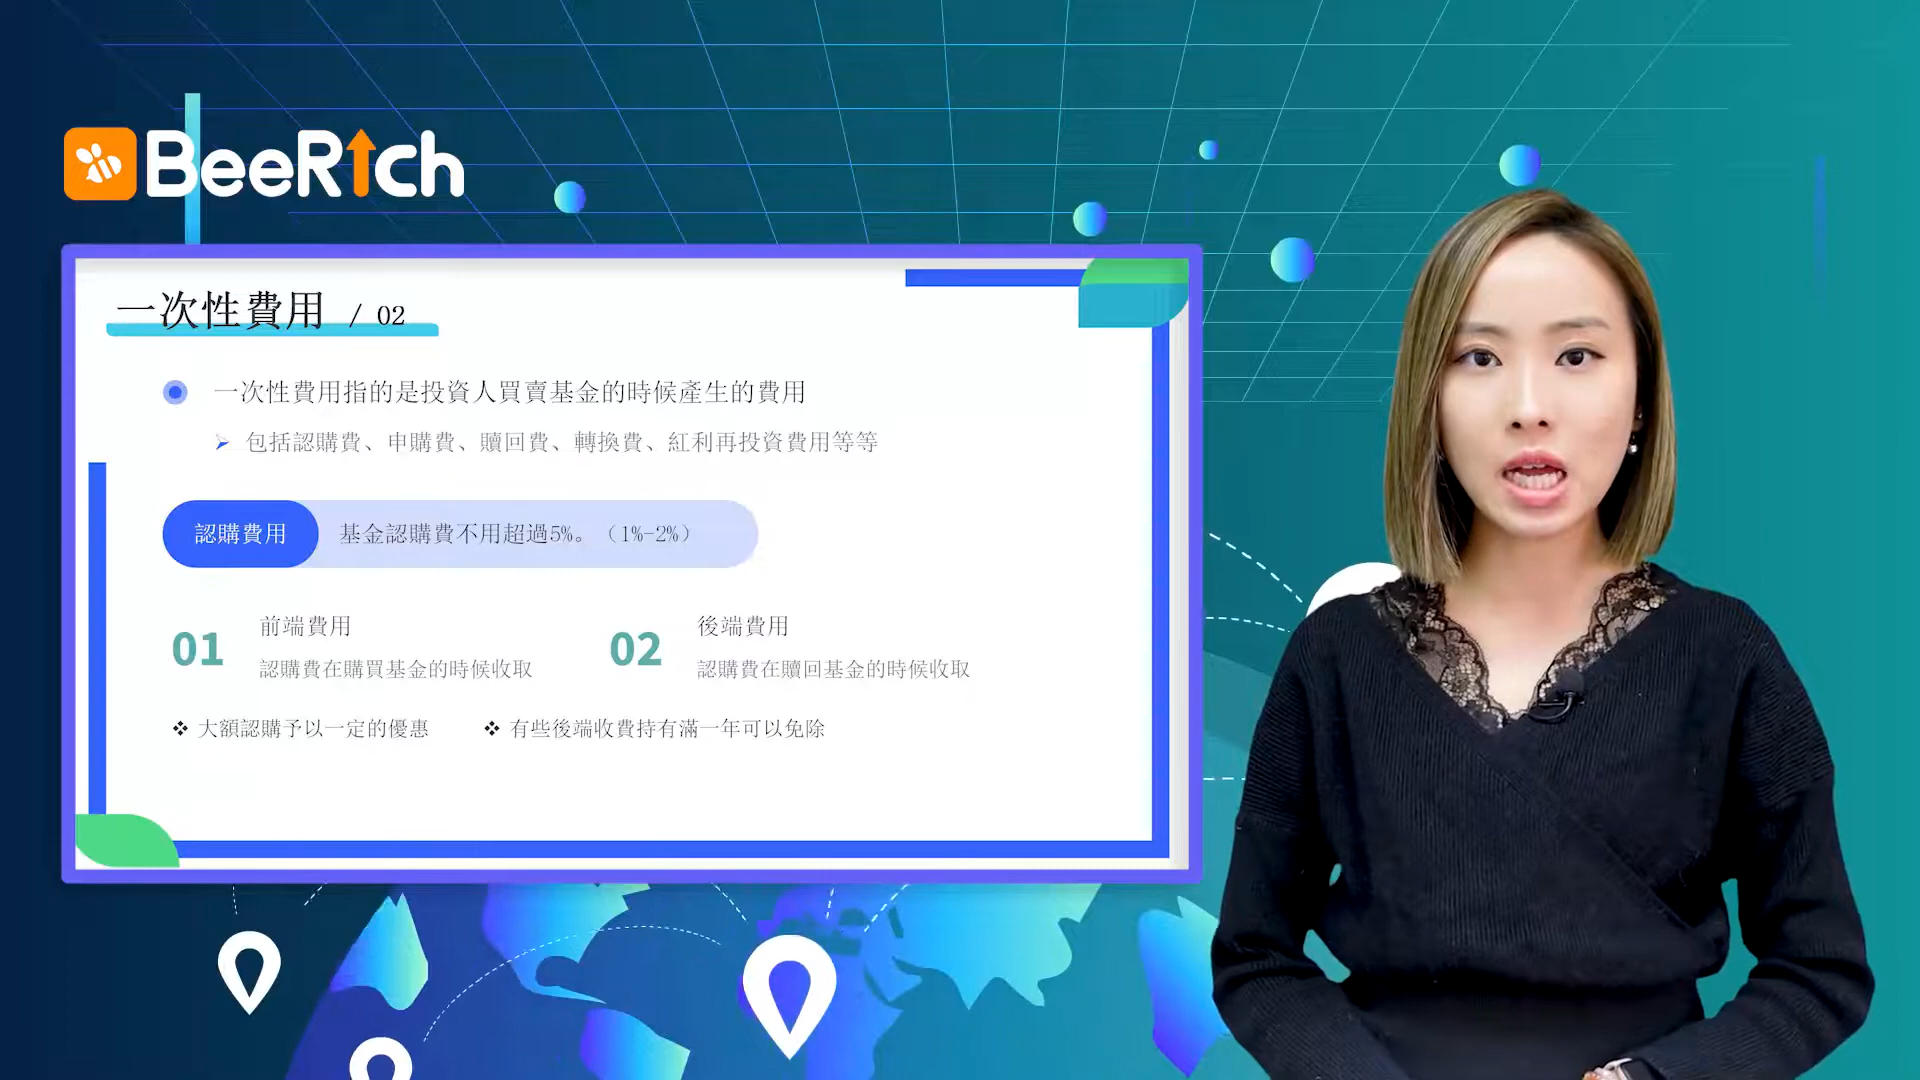 BeeRich
一次性費用 / 02
一次性費用指的是投資人買賣基金的時候產生的費用
包括認購費、申購費、贖回費、轉換費、紅利再投資費用等等
認購費用 基金認購費不用超過5%。（1%-2%）
01 前端費用
認購費在購買基金的時候收取
02 後端費用
認購費在贖回基金的時候收取
大額認購予以一定的優惠
有些後端收費持有滿一年可以免除